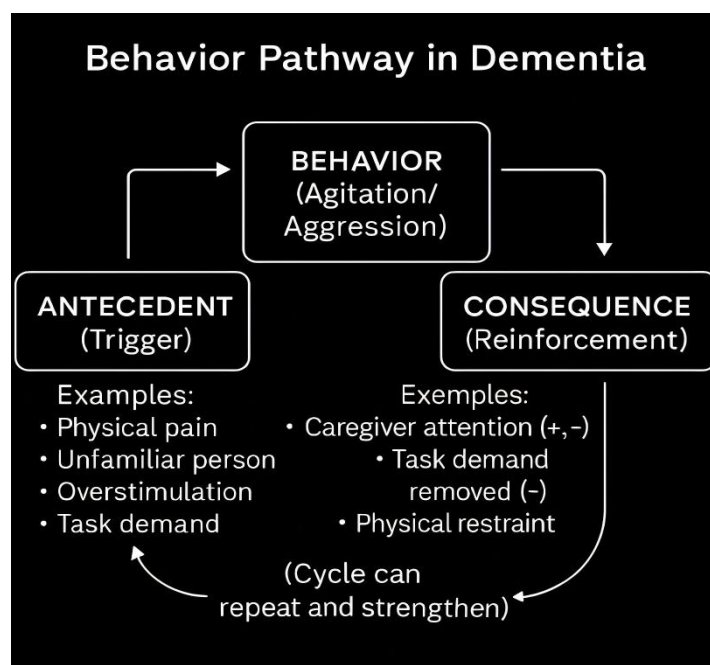 Behavior Pathway in Dementia
BEHAVIOR
(Agitation/
Aggression)
ANTECEDENT
(Trigger)
Examples:
• Physical pain
• Unfamiliar person
• Overstimulation
• Task demand
CONSEQUENCE
(Reinforcement)
Exemples:
• Caregiver attention (+,-)
• Task demand
removed (-)
• Physical restraint
(Cycle can
repeat and strengthen)